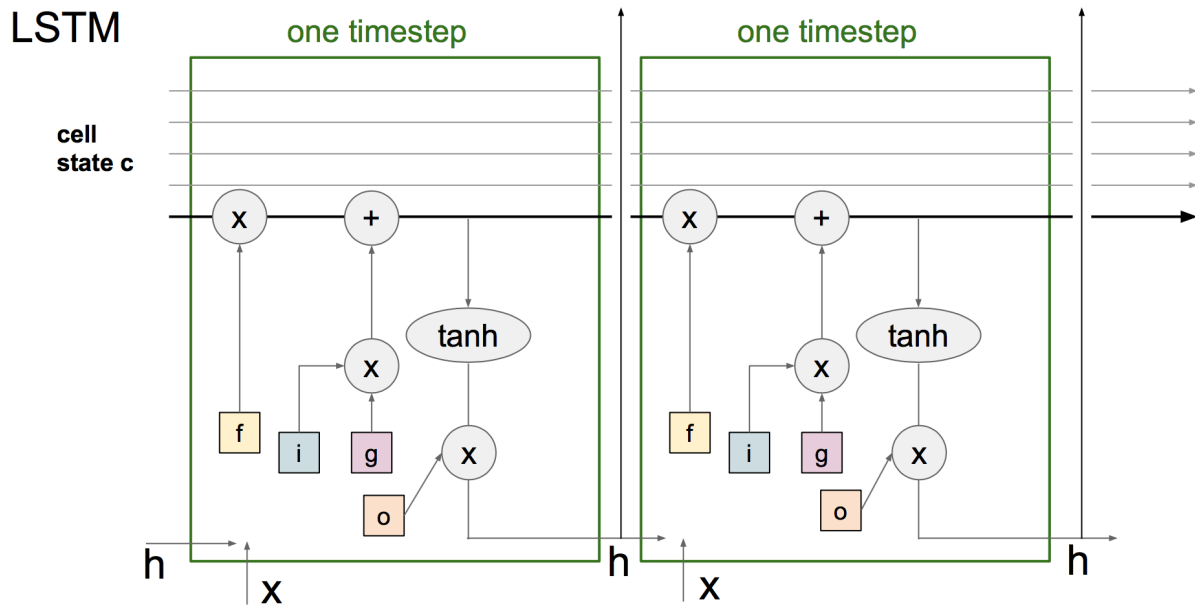 LSTM
one timestep
one timestep
cell
state c
x
+
x
+
tanh
tanh
x
x
f
i
g
x
f
i
g
x
o
o
h
x
h
x
h